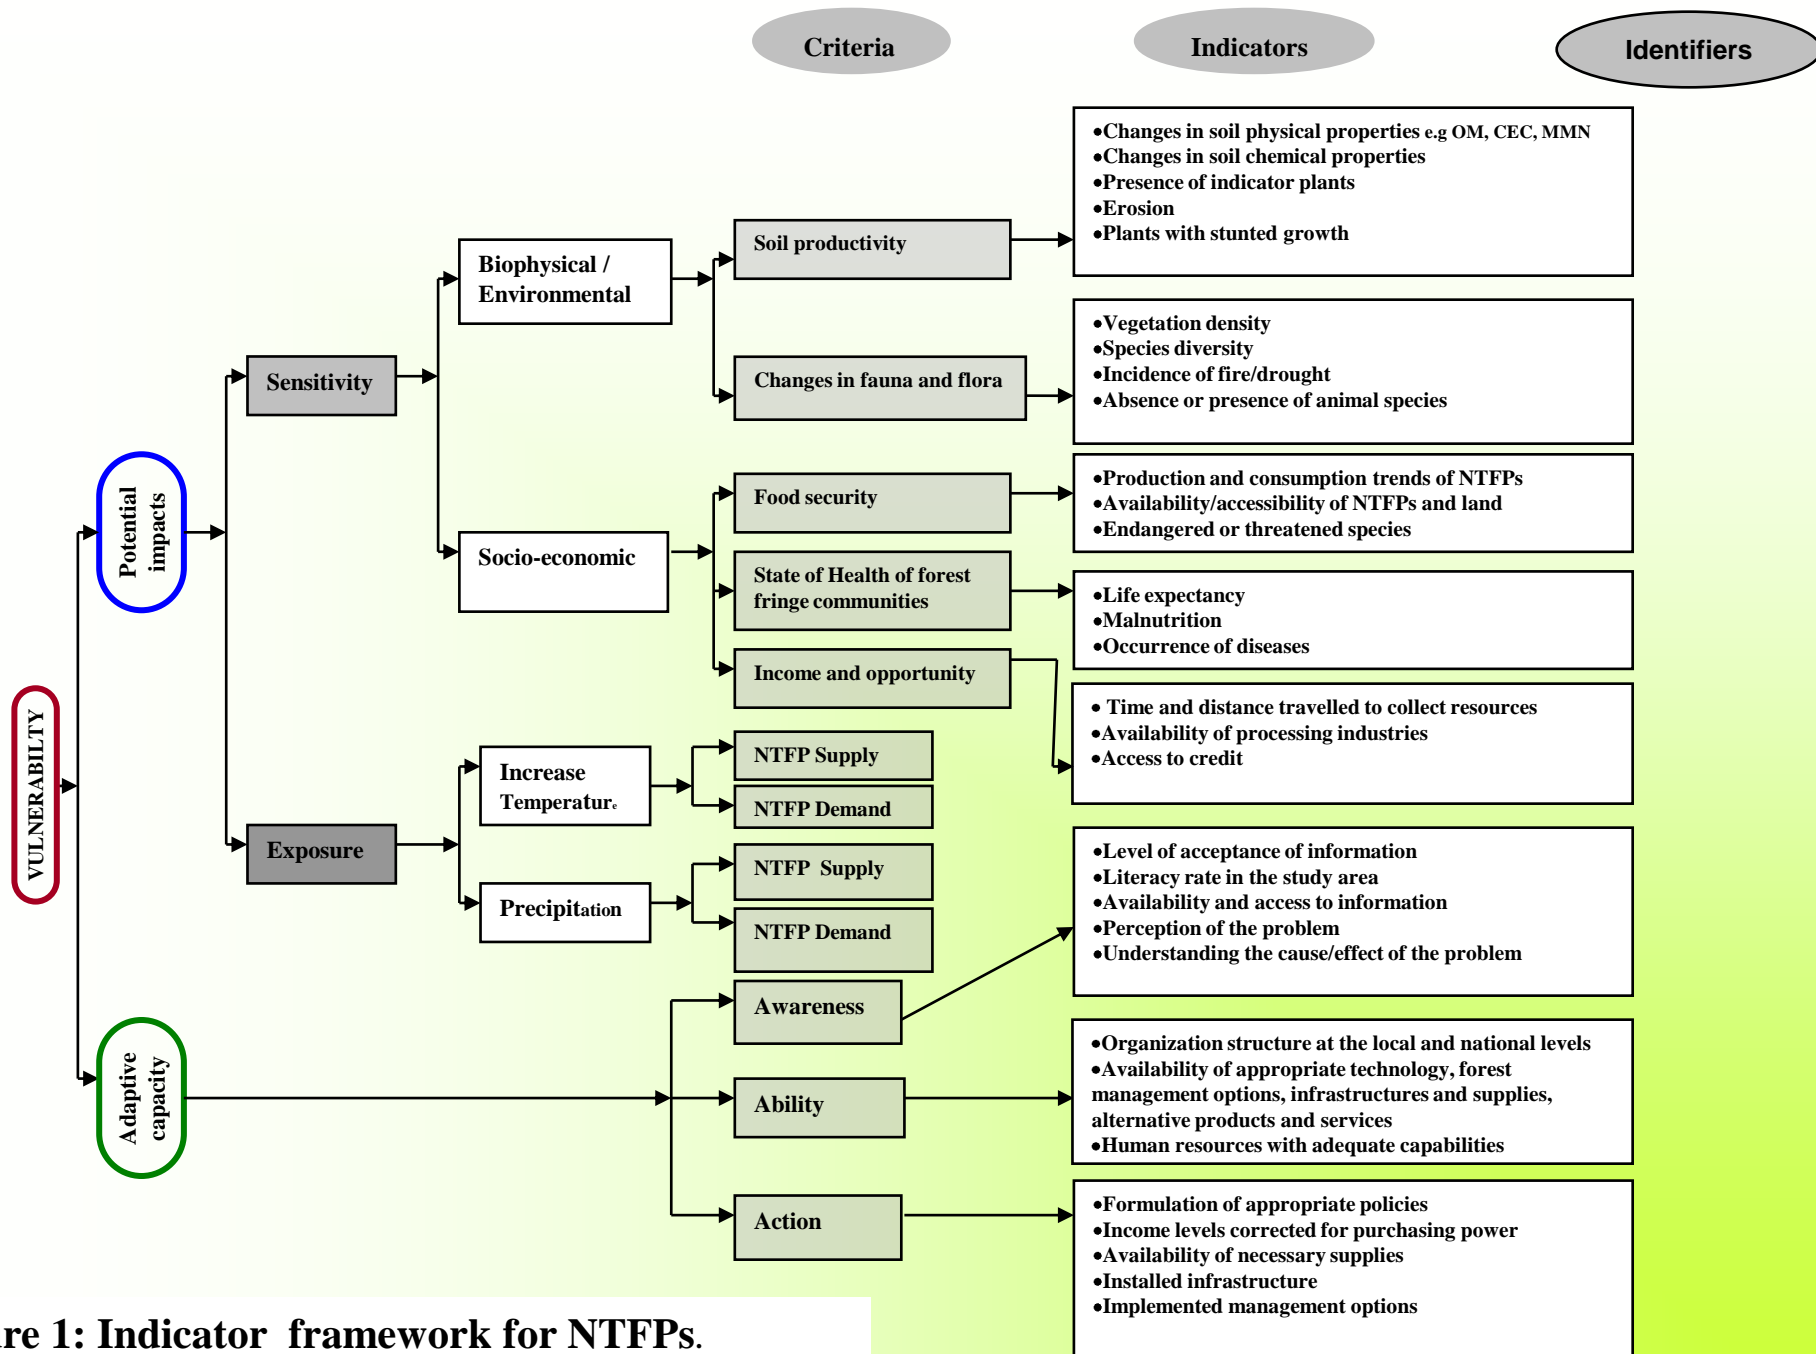 Criteria
Indicators
Identifiers
•Changes in soil physical properties e.g OM, CEC, MMN
•Changes in soil chemical properties
•Presence of indicator plants
•Erosion
•Plants with stunted growth
Soil productivity
Biophysical /
Environmental
•Vegetation density
•Species diversity
•Incidence of fire/drought
•Absence or presence of animal species
Changes in fauna and flora
Sensitivity
•Production and consumption trends of NTFPs
•Availability/accessibility of NTFPs and land
•Endangered or threatened species
Food security
Potential
impacts
Socio-economic
State of Health of forest
fringe communities
•Life expectancy
•Malnutrition
•Occurrence of diseases
Income and opportunity
• Time and distance travelled to collect resources
•Availability of processing industries
•Access to credit
VULNERABILTY
Increase
Temperature
NTFP Supply
NTFP Demand
Exposure
Precipitation
NTFP  Supply
NTFP Demand
•Level of acceptance of information
•Literacy rate in the study area
•Availability and access to information
•Perception of the problem
•Understanding the cause/effect of the problem
Awareness
Adaptive
capacity
Ability
•Organization structure at the local and national levels
•Availability of appropriate technology, forest
management options, infrastructures and supplies,
alternative products and services
•Human resources with adequate capabilities
Action
•Formulation of appropriate policies
•Income levels corrected for purchasing power
•Availability of necessary supplies
•Installed infrastructure
•Implemented management options
re 1: Indicator  framework for NTFPs.